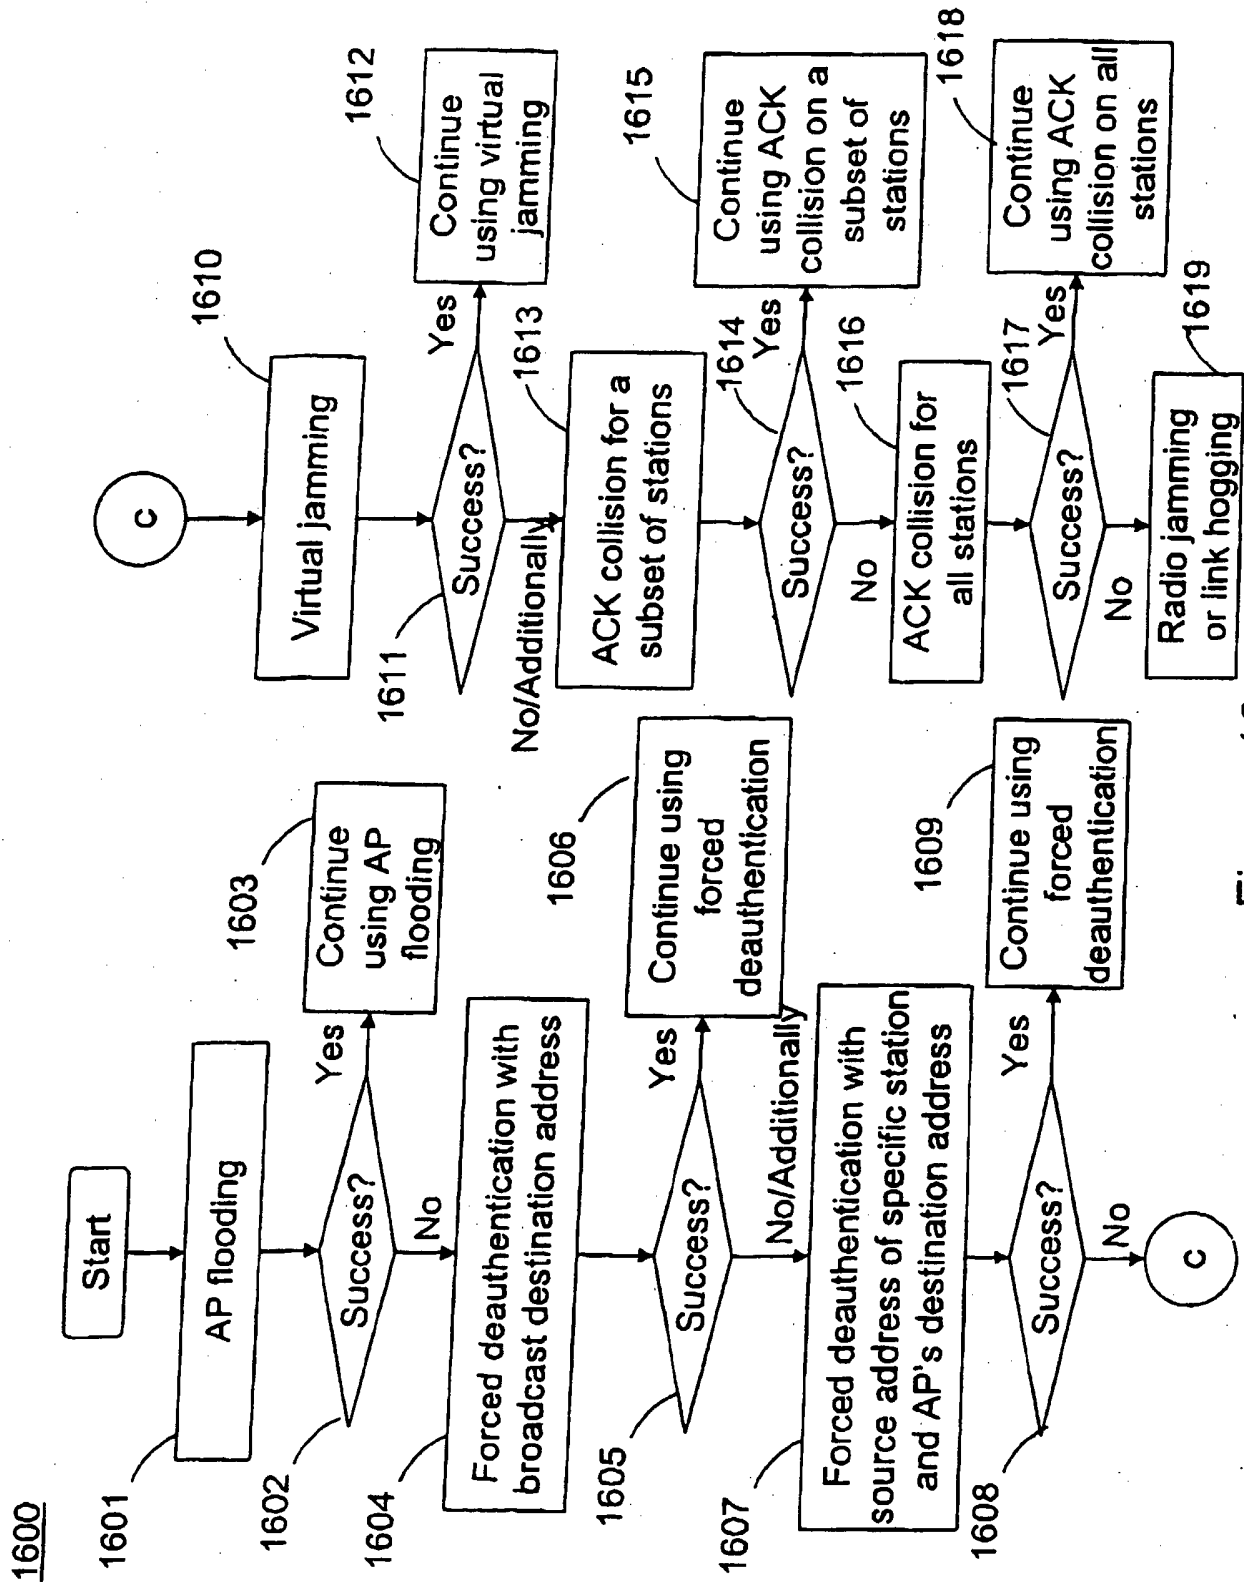 1600
Start
1601
AP flooding
1602
Success?
Yes
1603
Continue
using AP
flooding
No
1604
Forced deauthentication with
broadcast destination address
1605
Success?
Yes
1606
Continue using
forced
deauthentication
No/Additionally
1607
Forced deauthentication with
source address of specific station
and AP's destination address
1608
Success?
Yes
1609
Continue using
forced
deauthentication
No
C
C
1610
Virtual jamming
1611
Success?
Yes
1612
Continue
using virtual
jamming
No/Additionally
1613
ACK collision for a
subset of stations
1614
Success?
Yes
1615
Continue
using ACK
collision on a
subset of
stations
No
1616
ACK collision for
all stations
1617
Success?
Yes
1618
Continue
using ACK
collision on all
stations
No
1619
Radio jamming
or link hogging